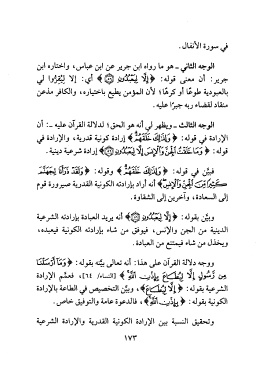 في سورة الأنفال.
الوجه الثاني ـ هو ما رواه ابن جرير عن ابن عباس، واختاره ابن
جرير: أن معنى قوله: ﴿إِلَّا لِيَعْبُدُونِ ۝﴾ أي: إلا ليُقِرّوا لي
بالعبودية طوعًا أو كرهًا؛ لأن المؤمن يطيع باختياره، والكافر مذعن
منقاد لقضاء ربه جبرًا عليه.
الوجه الثالث ـ ويظهر لي أنه هو الحق؛ لدلالة القرآن عليه ـ: أن
الإرادة في قوله: ﴿وَلِذَلِكَ خَلَقَهُمْ﴾ إرادة كونية قدرية، والإرادة في
قوله: ﴿وَمَا خَلَقْتُ الْجِنَّ وَالْإِنسَ إِلَّا لِيَعْبُدُونِ ۝﴾ إرادة شرعية دينية.
فبيَّن في قوله: ﴿وَلِذَلِكَ خَلَقَهُمْ﴾ وقوله: ﴿وَلَقَدْ ذَرَأْنَا لِجَهَنَّمَ
كَثِيرًا مِّنَ الْجِنِّ وَالْإِنسِ﴾ أنه أراد بإرادته الكونية القدرية صيرورة قوم
إلى السعادة، وآخرين إلى الشقاوة.
وبيَّن بقوله: ﴿إِلَّا لِيَعْبُدُونِ ۝﴾ أنه يريد العبادة بإرادته الشرعية
الدينية من الجن والإنس، فيوفق من شاء بإرادته الكونية فيعبده،
ويخذل من شاء فيمتنع من العبادة.
ووجه دلالة القرآن على هذا: أنه تعالى بيّنه بقوله: ﴿وَمَا أَرْسَلْنَا
مِن رَّسُولٍ إِلَّا لِيُطَاعَ بِإِذْنِ اللَّهِ﴾ [النساء/ ٦٤]، فعمَّم الإرادة
الشرعية بقوله: ﴿إِلَّا لِيُطَاعَ﴾، وبيَّن التخصيص في الطاعة بالإرادة
الكونية بقوله: ﴿بِإِذْنِ اللَّهِ﴾، فالدعوة عامة والتوفيق خاص.
وتحقيق النسبة بين الإرادة الكونية القدرية والإرادة الشرعية
١٧٣